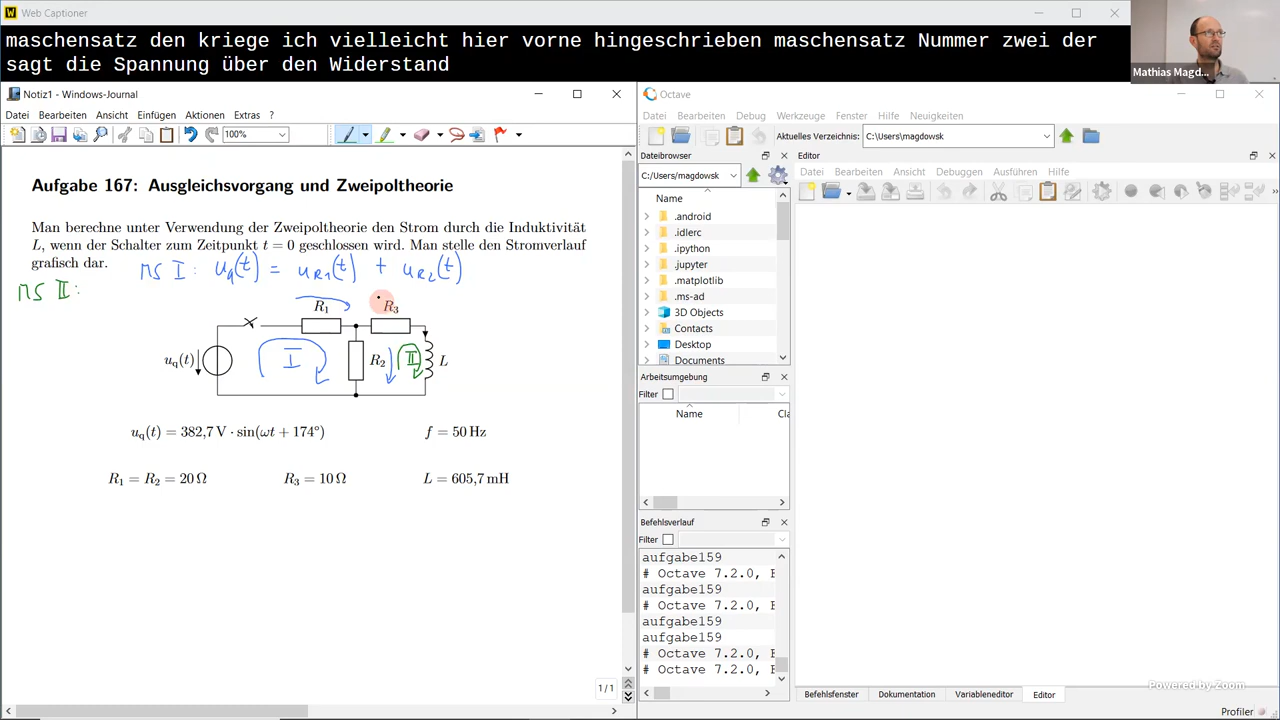 Web Captioner
maschensatz den kriege ich vielleicht hier vorne hingeschrieben maschensatz Nummer zwei der
sagt die Spannung über den Widerstand
Mathias Magd...
Notiz1 - Windows-Journal
Datei Bearbeiten Ansicht Einfügen Aktionen Extras ?
100%
Aufgabe 167: Ausgleichsvorgang und Zweipoltheorie
Man berechne unter Verwendung der Zweipoltheorie den Strom durch die Induktivität
L, wenn der Schalter zum Zeitpunkt t = 0 geschlossen wird. Man stelle den Stromverlauf
grafisch dar.
MS I: uq(t) = uR1(t) + uR2(t)
MS II:
R1 R3
uq(t) I R2 II L
uq(t) = 382,7 V · sin(ωt + 174°) f = 50 Hz
R1 = R2 = 20 Ω R3 = 10 Ω L = 605,7 mH
1/1
Octave
Datei Bearbeiten Debug Werkzeuge Fenster Hilfe Neuigkeiten
Aktuelles Verzeichnis: C:\Users\magdowsk
Dateibrowser
C:/Users/magdowsk
Name
.android
.idlerc
.ipython
.jupyter
.magpylib
.ms-ad
3D Objects
Contacts
Desktop
Documents
Arbeitsumgebung
Filter
Name Cla
Befehlsverlauf
Filter
aufgabe159
# Octave 7.2.0, F
aufgabe159
# Octave 7.2.0, F
aufgabe159
aufgabe159
# Octave 7.2.0, F
# Octave 7.2.0, F
Editor
Datei Bearbeiten Ansicht Debuggen Ausführen Hilfe
Befehlsfenster Dokumentation Variableneditor Editor
Powered by Zoom
Profiler